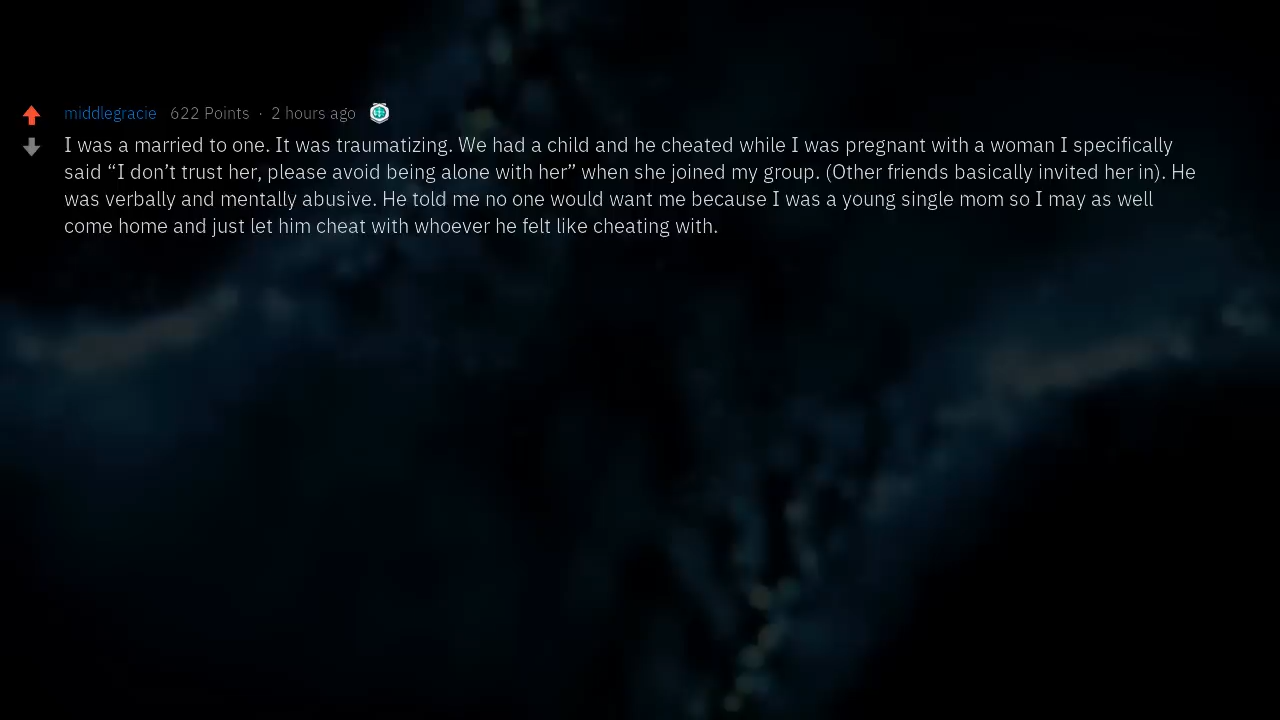 middlegracie 622 Points · 2 hours ago
I was a married to one. It was traumatizing. We had a child and he cheated while I was pregnant with a woman I specifically
said “I don’t trust her, please avoid being alone with her” when she joined my group. (Other friends basically invited her in). He
was verbally and mentally abusive. He told me no one would want me because I was a young single mom so I may as well
come home and just let him cheat with whoever he felt like cheating with.